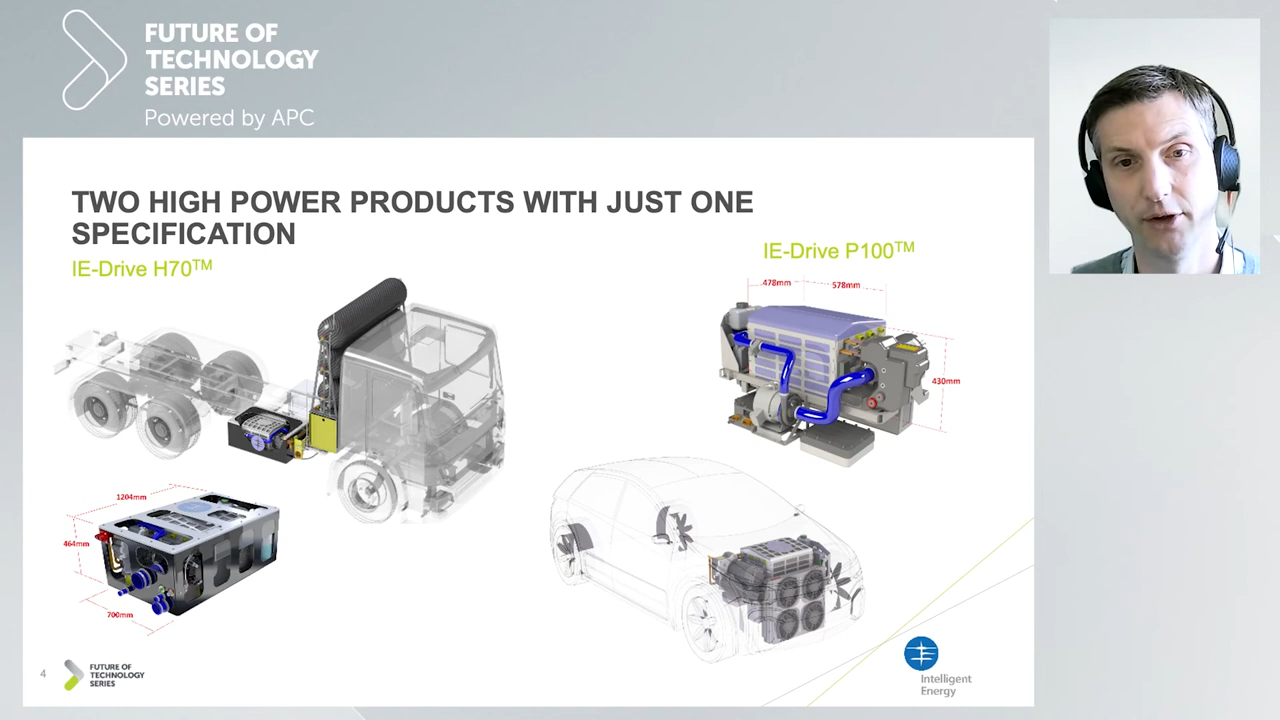 FUTURE OF
TECHNOLOGY
SERIES
Powered by APC
TWO HIGH POWER PRODUCTS WITH JUST ONE
SPECIFICATION
IE-Drive H70™
IE-Drive P100™
478mm
578mm
430mm
1204mm
464mm
700mm
4
FUTURE OF
TECHNOLOGY
SERIES
Intelligent
Energy